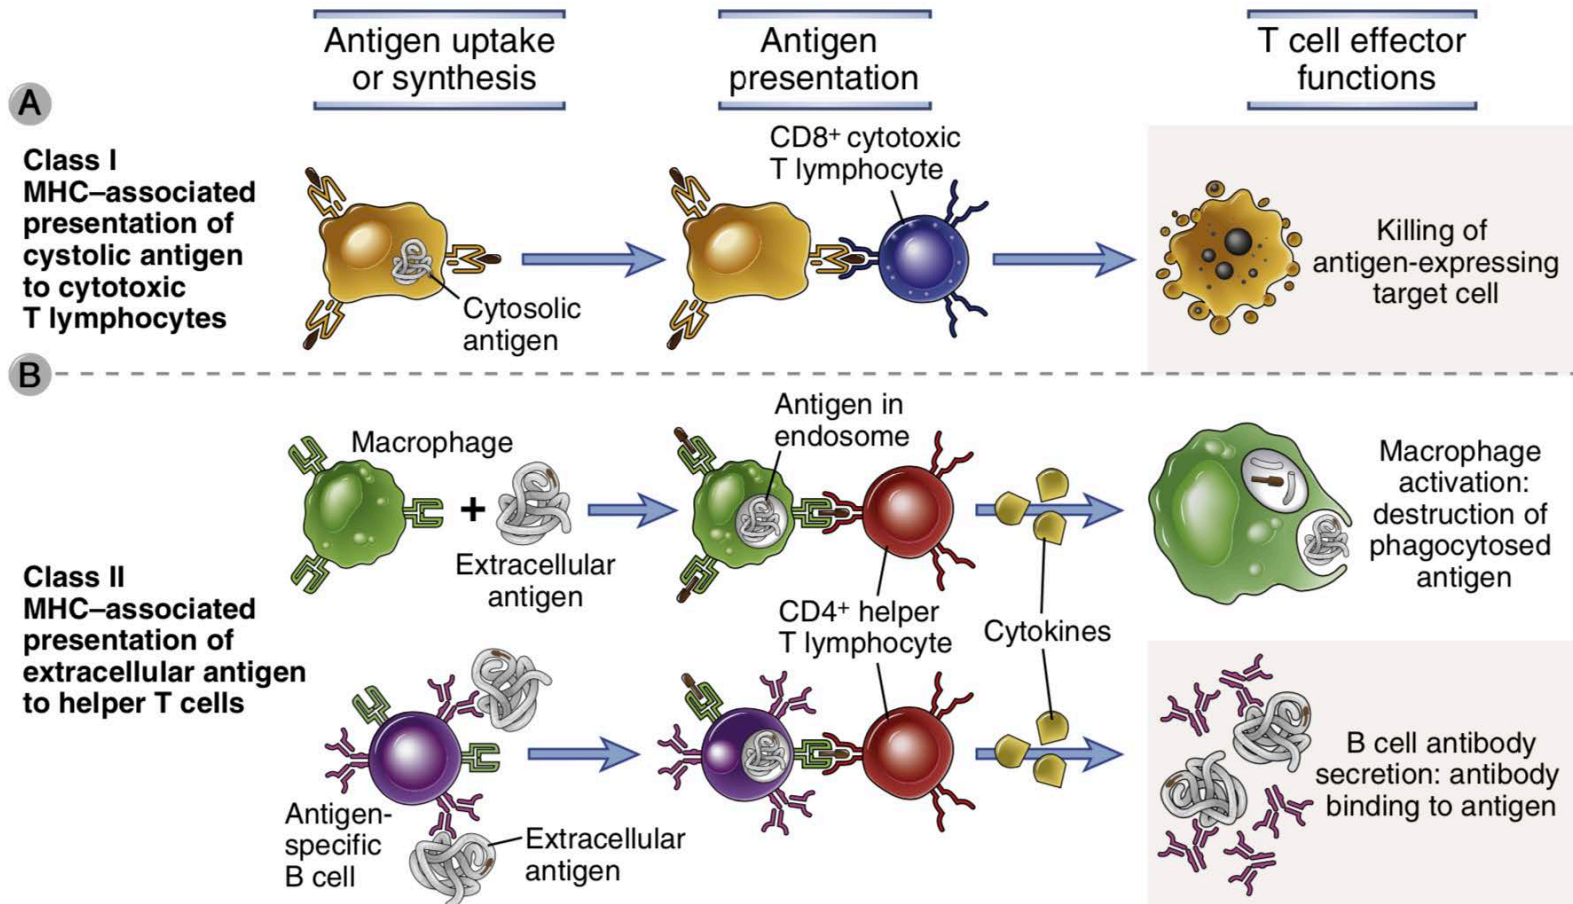 Antigen uptake
or synthesis
Antigen
presentation
T cell effector
functions
A
Class I
MHC–associated
presentation of
cystolic antigen
to cytotoxic
T lymphocytes
Cytosolic
antigen
CD8+ cytotoxic
T lymphocyte
Killing of
antigen-expressing
target cell
B
Class II
MHC–associated
presentation of
extracellular antigen
to helper T cells
Macrophage
+
Extracellular
antigen
Antigen in
endosome
CD4+ helper
T lymphocyte
Cytokines
Macrophage
activation:
destruction of
phagocytosed
antigen
Antigen-
specific
B cell
Extracellular
antigen
B cell antibody
secretion: antibody
binding to antigen